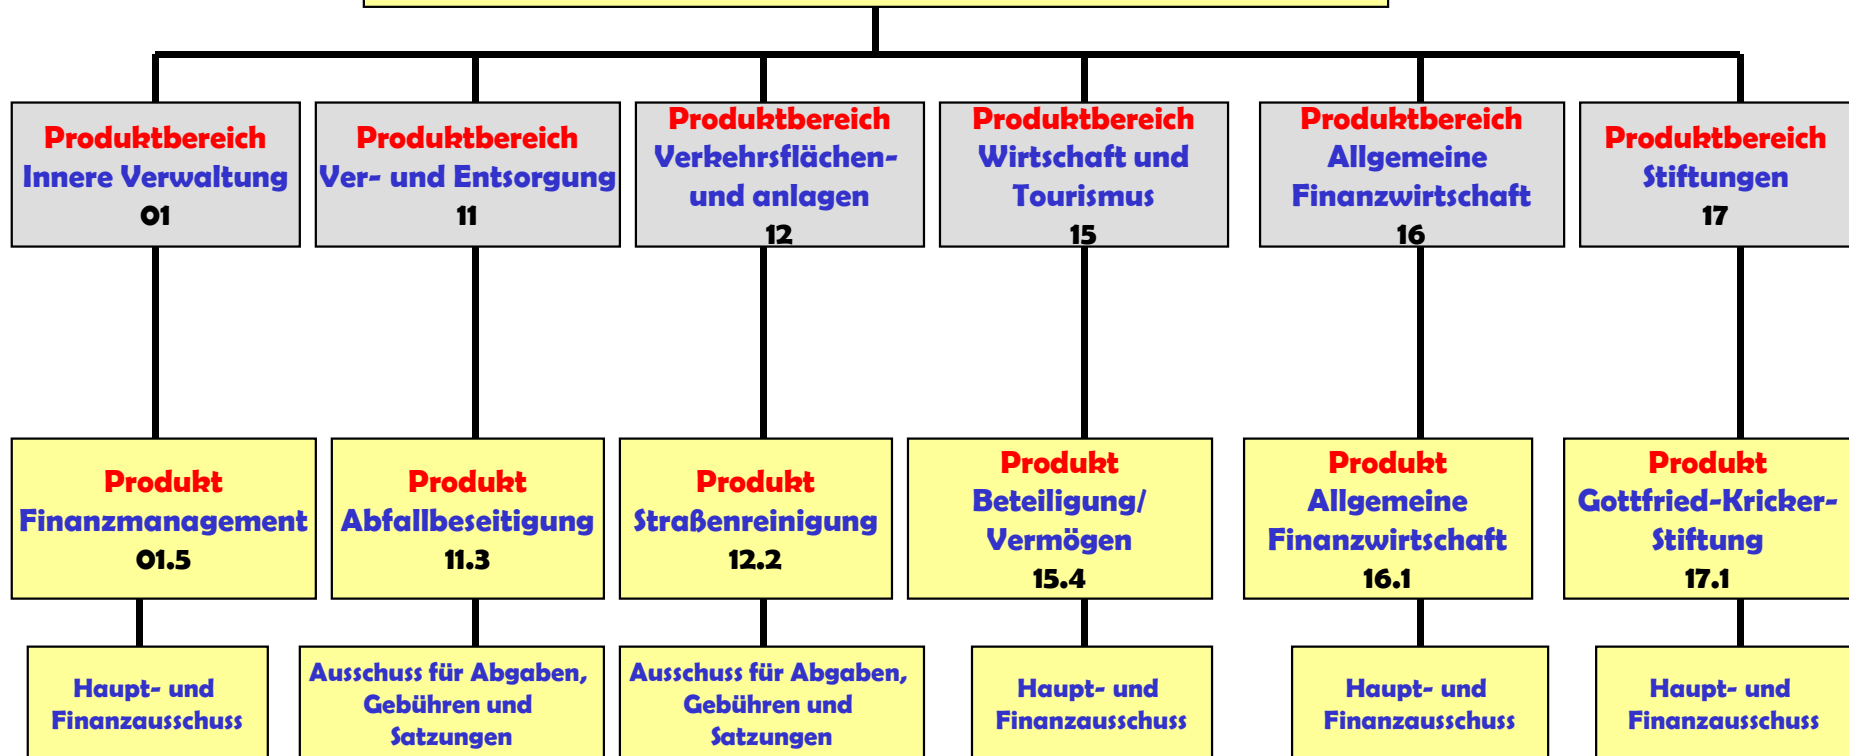 Produktbereich
Innere Verwaltung
01
Produktbereich
Ver- und Entsorgung
11
Produktbereich
Verkehrsflächen-
und anlagen
12
Produktbereich
Wirtschaft und
Tourismus
15
Produktbereich
Allgemeine
Finanzwirtschaft
16
Produktbereich
Stiftungen
17
Produkt
Finanzmanagement
01.5
Produkt
Abfallbeseitigung
11.3
Produkt
Straßenreinigung
12.2
Produkt
Beteiligung/
Vermögen
15.4
Produkt
Allgemeine
Finanzwirtschaft
16.1
Produkt
Gottfried-Kricker-
Stiftung
17.1
Haupt- und
Finanzausschuss
Ausschuss für Abgaben,
Gebühren und
Satzungen
Ausschuss für Abgaben,
Gebühren und
Satzungen
Haupt- und
Finanzausschuss
Haupt- und
Finanzausschuss
Haupt- und
Finanzausschuss